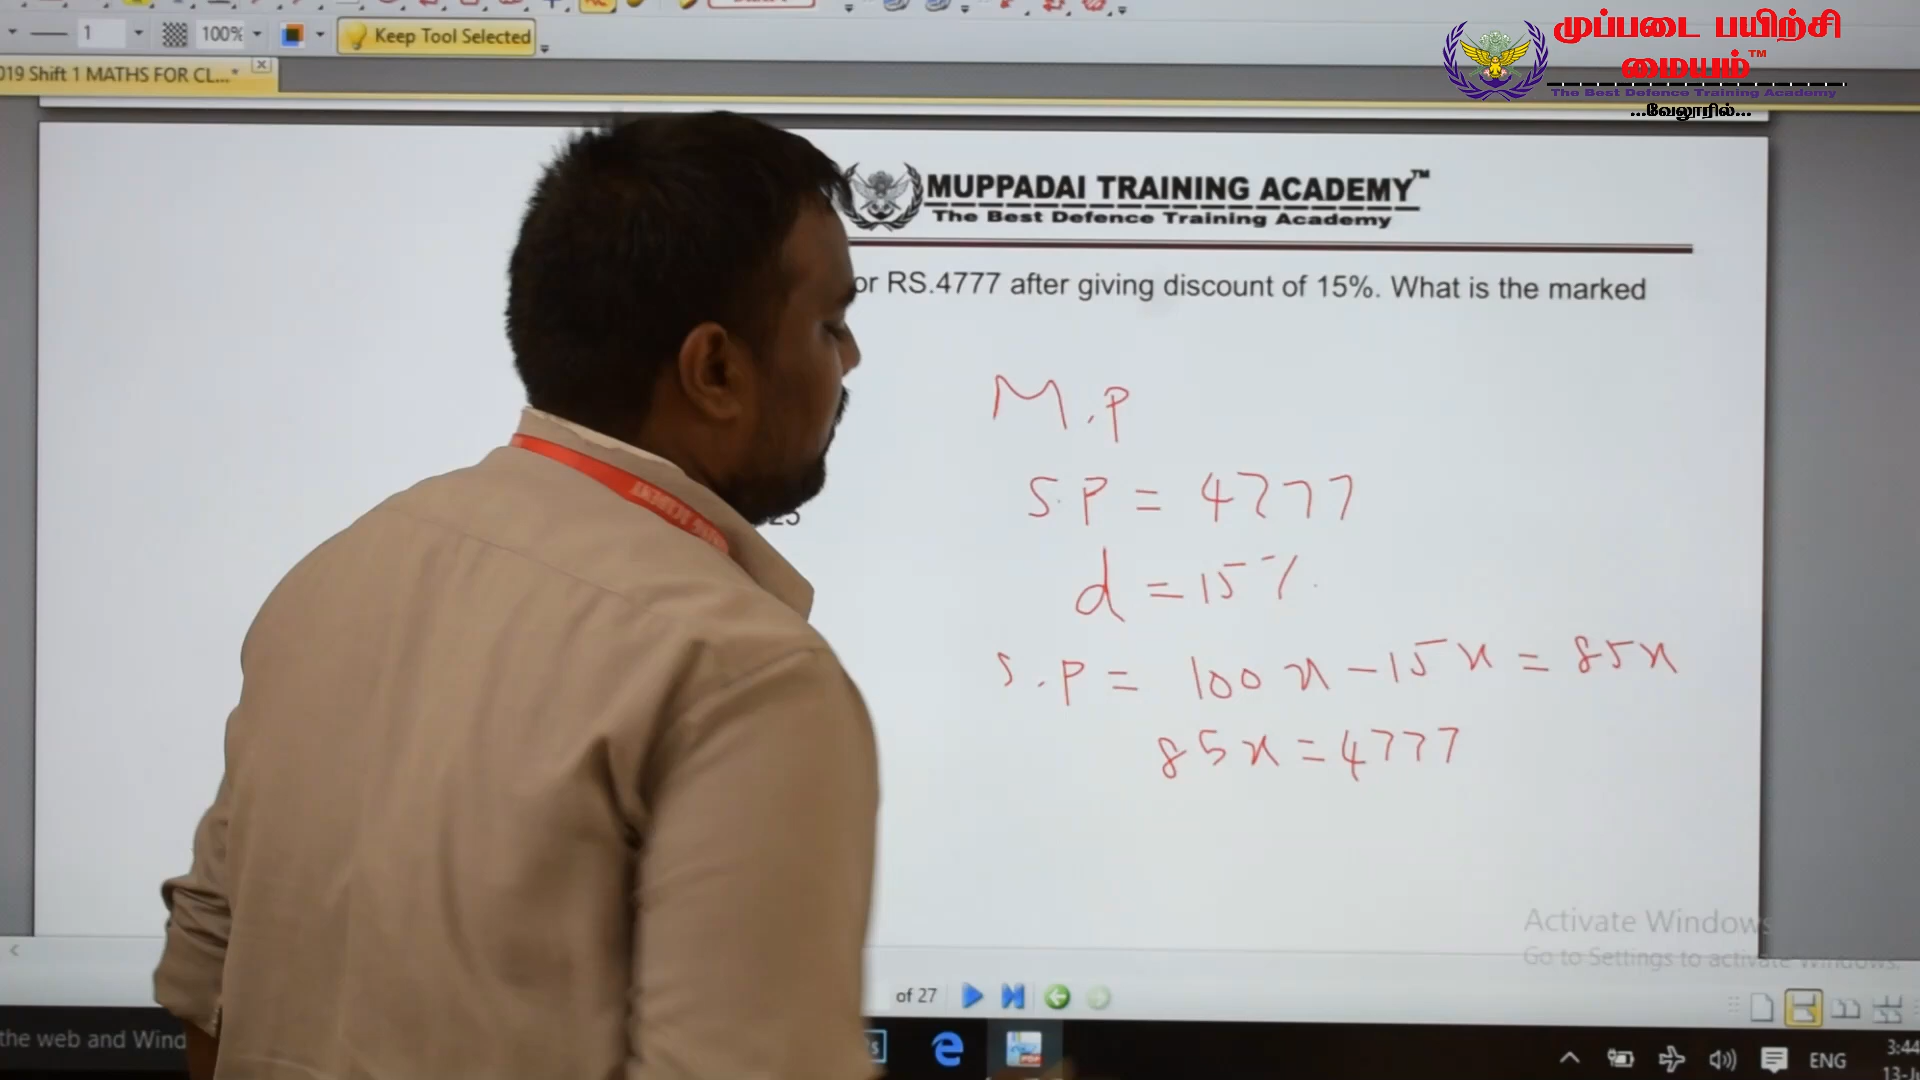 1
100%
Keep Tool Selected
019 Shift 1 MATHS FOR CL...*
முப்படை பயிற்சி
மையம்™
The Best Defence Training Academy
...வேலூரில்...
MUPPADAI TRAINING ACADEMY™
The Best Defence Training Academy
or RS.4777 after giving discount of 15%. What is the marked
M.P
S.P = 4777
25
d = 15%
S.P = 100x - 15x = 85x
85x = 4777
Activate Windows
Go to Settings to activate Windows.
of 27
the web and Wind
ENG
3:44